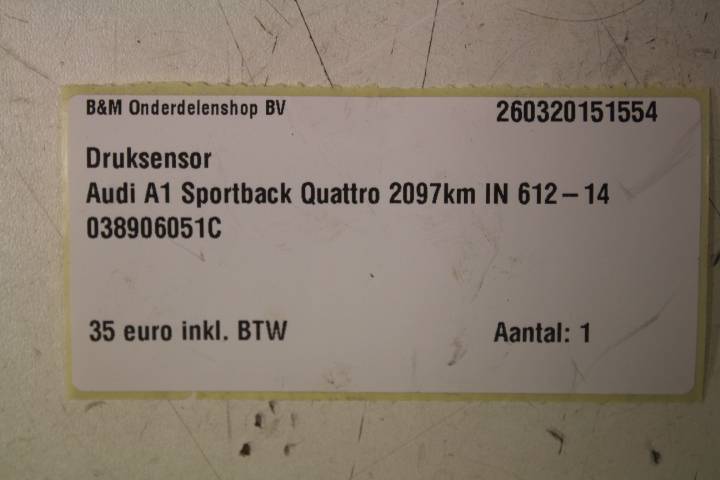 B&M Onderdelenshop BV 260320151554
Druksensor
Audi A1 Sportback Quattro 2097km IN 612-14
038906051C
35 euro inkl. BTW Aantal: 1